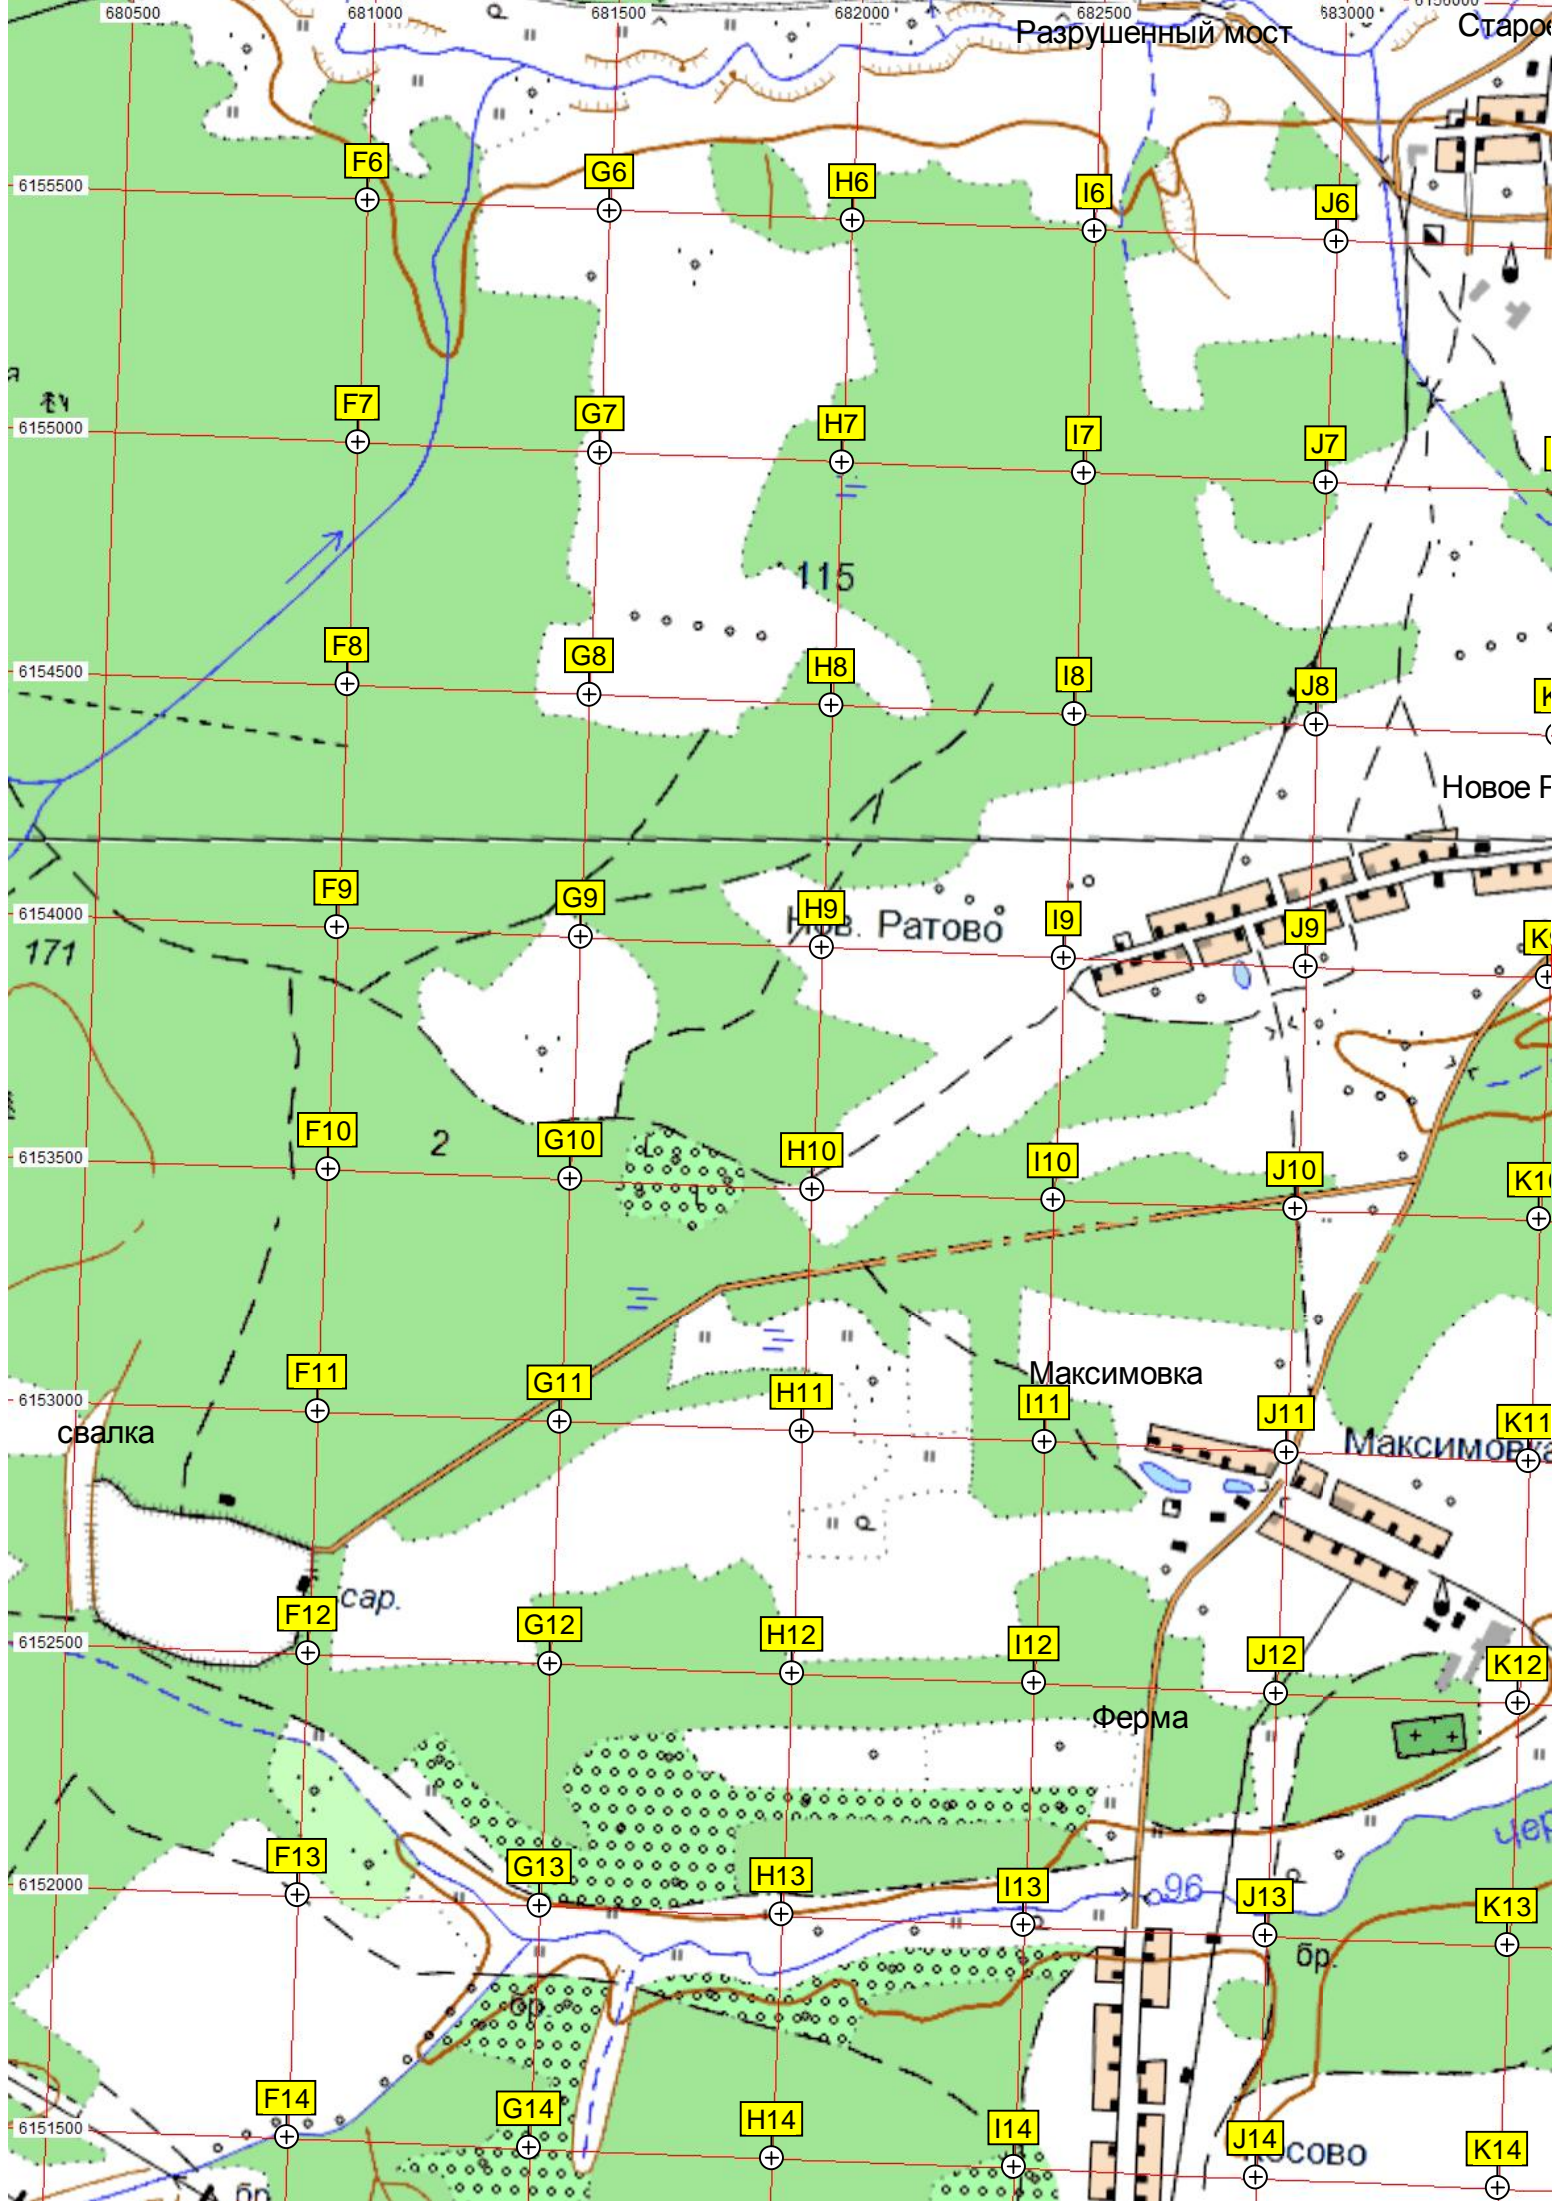 680500 681000 681500 682000 682500 683000
Разрушенный мост
F6 G6 H6 I6 J6
6155500
F7 G7 H7 I7 J7
6155000
115
F8 G8 H8 I8 J8
6154500
Новое
F9 G9 H9 I9 J9
6154000
Ратово
171
F10 G10 H10 I10 J10
2
6153500
F11 G11 H11 I11 J11 K11
Максимовка
6153000
свалка
Максимовка
сар.
F12 G12 H12 I12 J12 K12
6152500
Ферма
F13 G13 H13 I13 J13 K13
6152000
96
бр.
бр.
F14 G14 H14 I14 J14 K14
6151500
бр